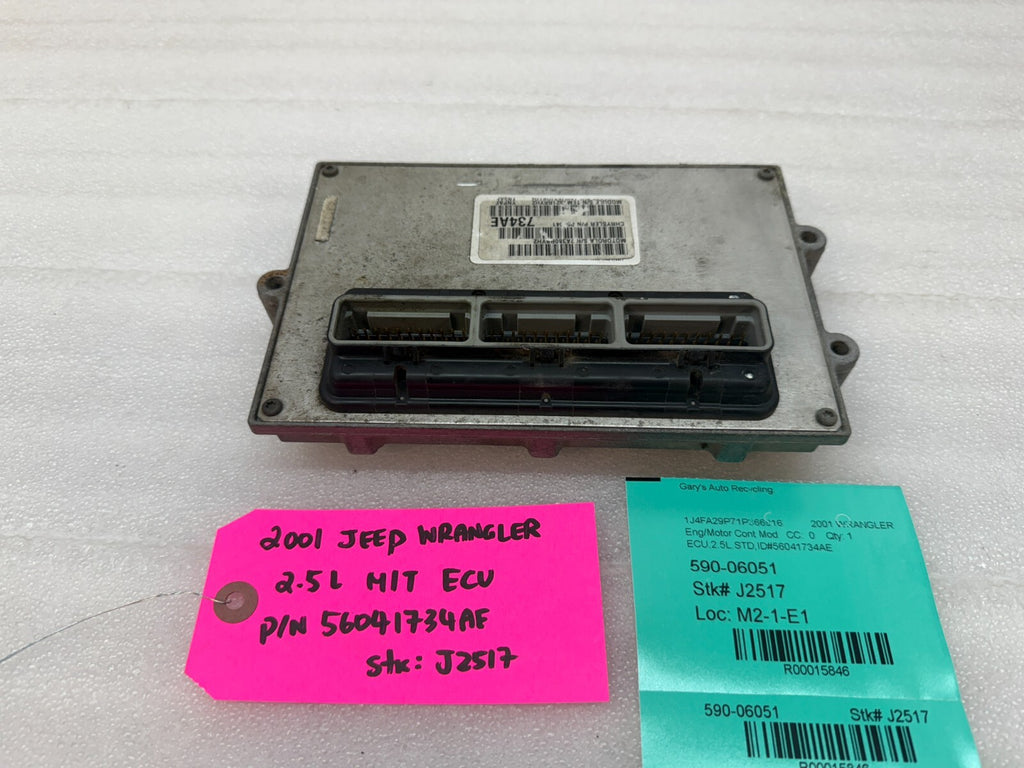 734AE
2001 JEEP WRANGLER
2.5L M/T ECU
P/N 56041734AE
Stk: J2517
Gary's Auto Recycling
2001 WRANGLER
Eng/Motor Cont Mod CC: 0 Qty: 1
ECU,2.5L STD,ID#56041734AE
590-06051
Stk# J2517
Loc: M2-1-E1
R00015846
590-06051 Stk# J2517
R00015846